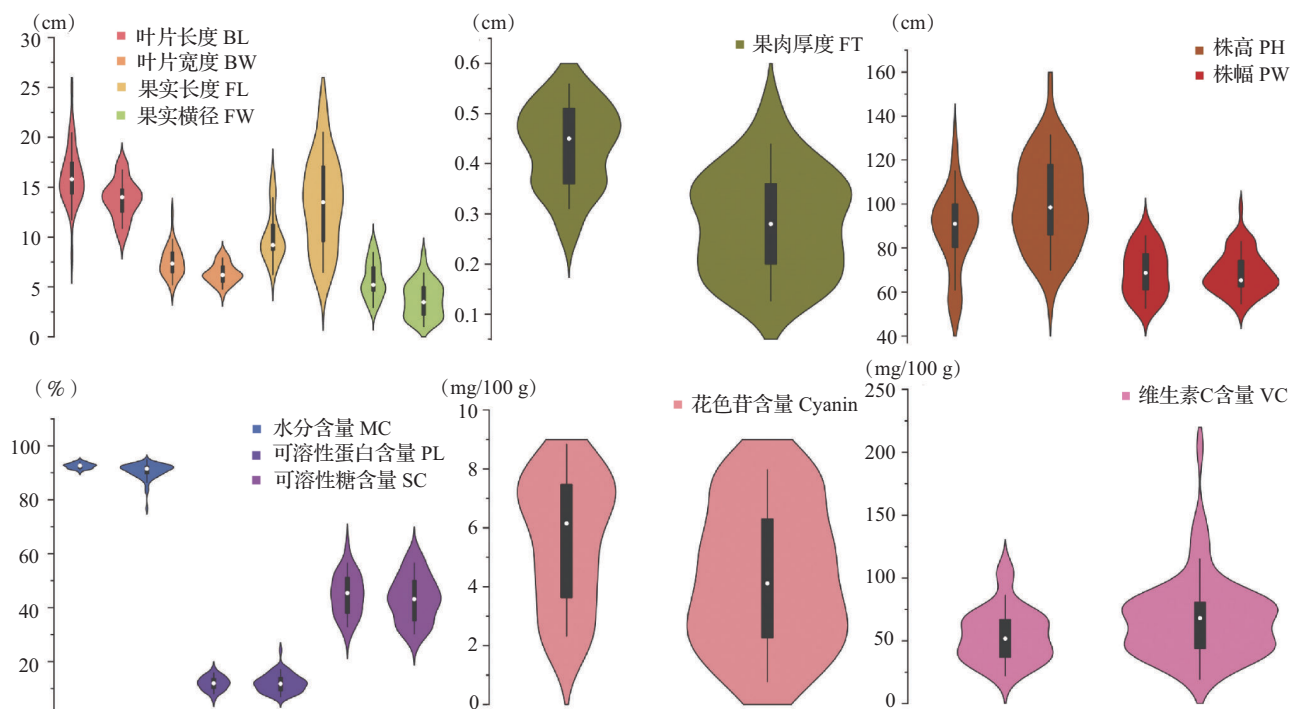 (cm)
30
25
20
15
10
5
0
叶片长度 BL
叶片宽度 BW
果实长度 FL
果实横径 FW
(cm)
0.6
0.5
0.4
0.3
0.2
0.1
果肉厚度 FT
(cm)
160
140
120
100
80
60
40
株高 PH
株幅 PW
(%)
100
80
60
40
20
水分含量 MC
可溶性蛋白含量 PL
可溶性糖含量 SC
(mg/100 g)
10
8
6
4
2
0
花色苷含量 Cyanin
(mg/100 g)
250
200
150
100
50
0
维生素C含量 VC